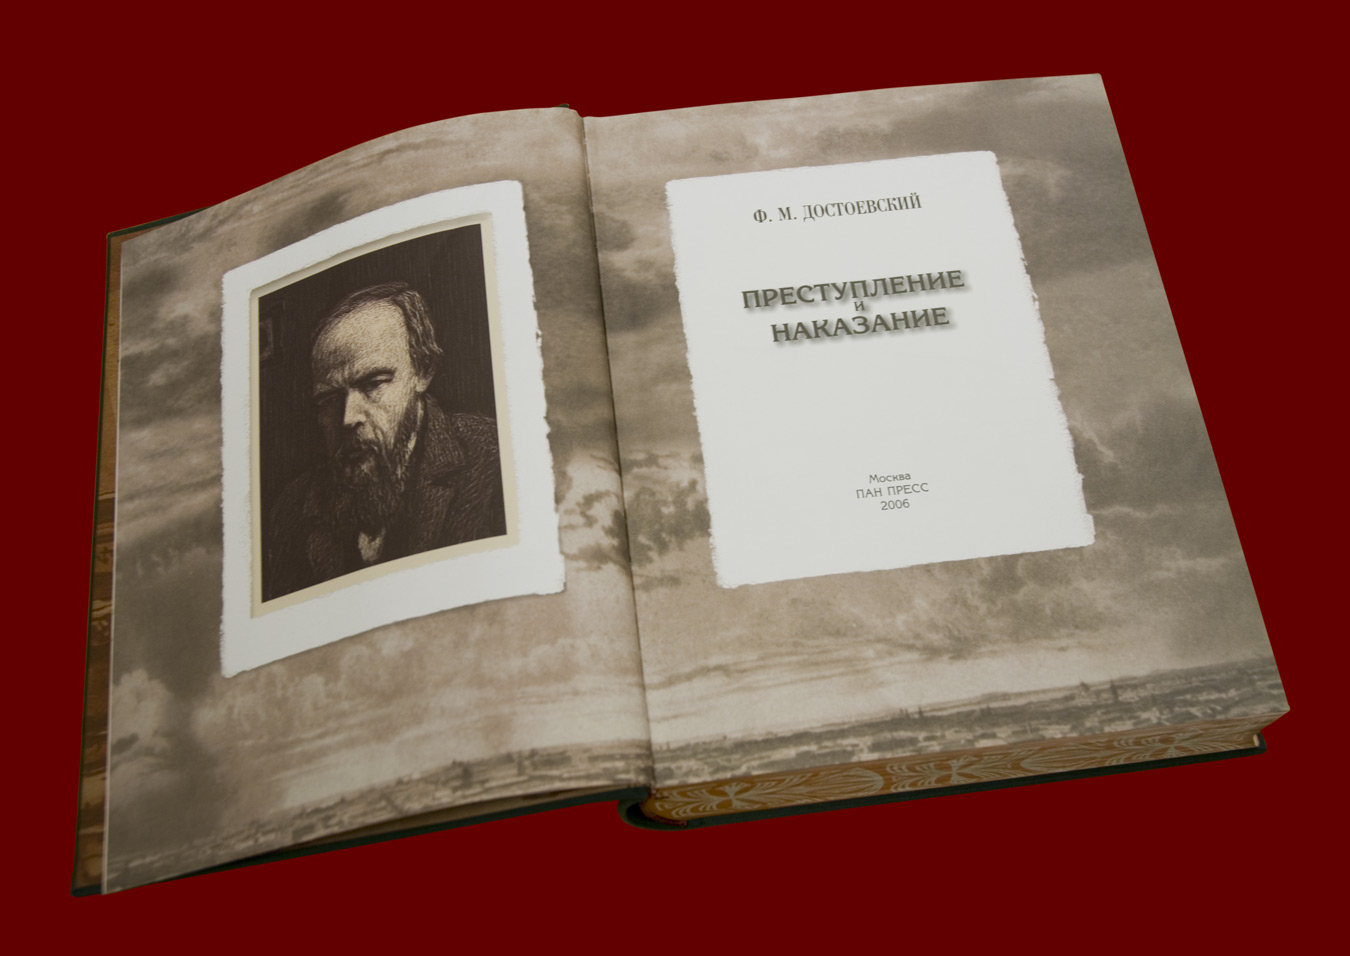 Ф. М. ДОСТОЕВСКИЙ
ПРЕСТУПЛЕНИЕ
И
НАКАЗАНИЕ
Москва
ПАН ПРЕСС
2006